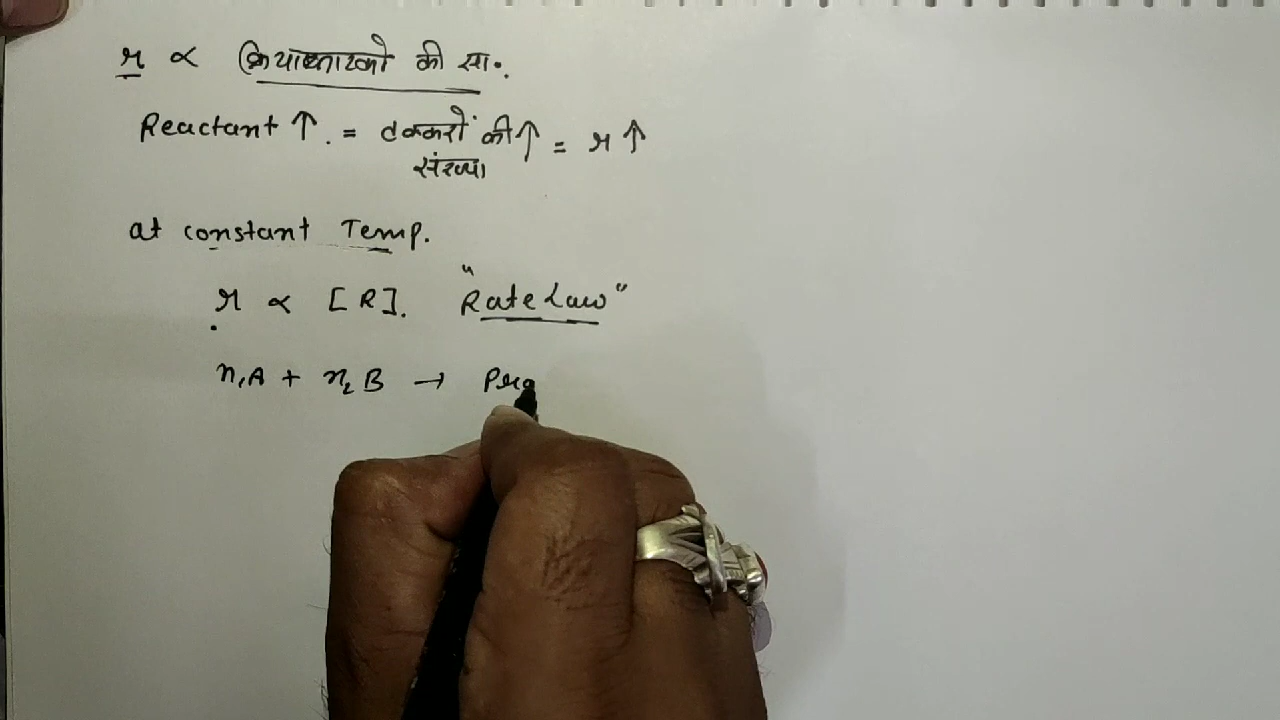 r ∝ क्रियाकारको की सा.
Reactant ↑. = टक्करों की ↑ = r ↑
संख्या
at constant Temp.
r ∝ [R]. "Rate Law"
n₁A + n₂B → Pro